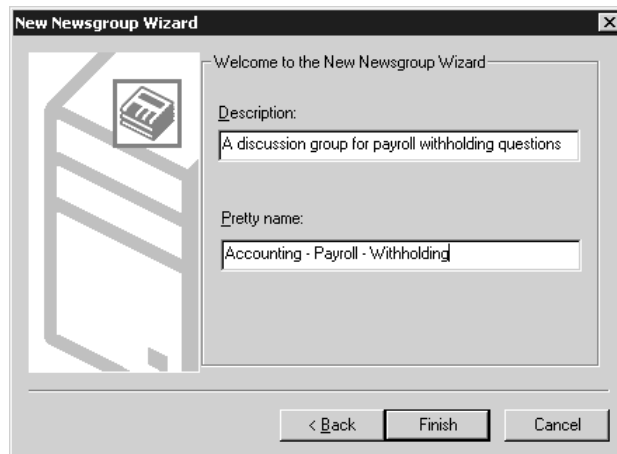 New Newsgroup Wizard
Welcome to the New Newsgroup Wizard
Description:
A discussion group for payroll withholding questions
Pretty name:
Accounting - Payroll - Withholding
< Back
Finish
Cancel